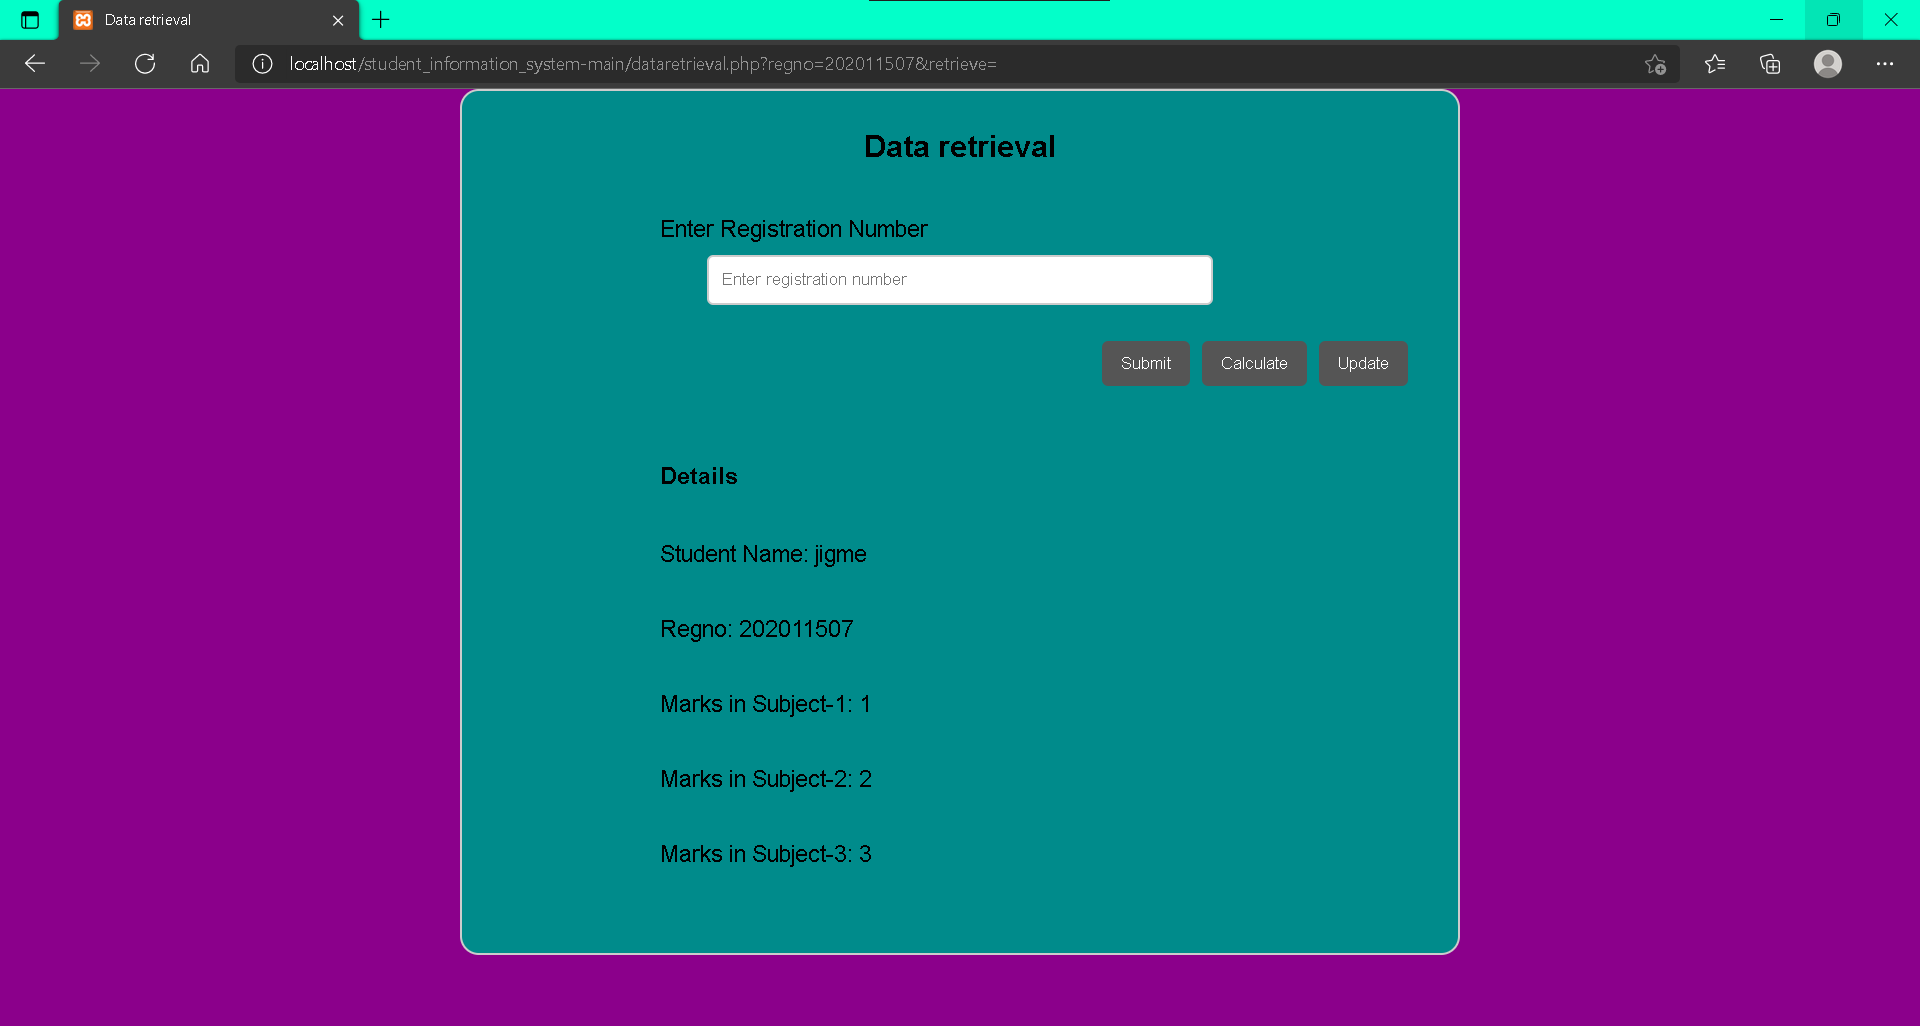 Data retrieval
localhost/student_information_system-main/dataretrieval.php?regno=202011507&retrieve=
Data retrieval
Enter Registration Number
Enter registration number
Submit Calculate Update
Details
Student Name: jigme
Regno: 202011507
Marks in Subject-1: 1
Marks in Subject-2: 2
Marks in Subject-3: 3